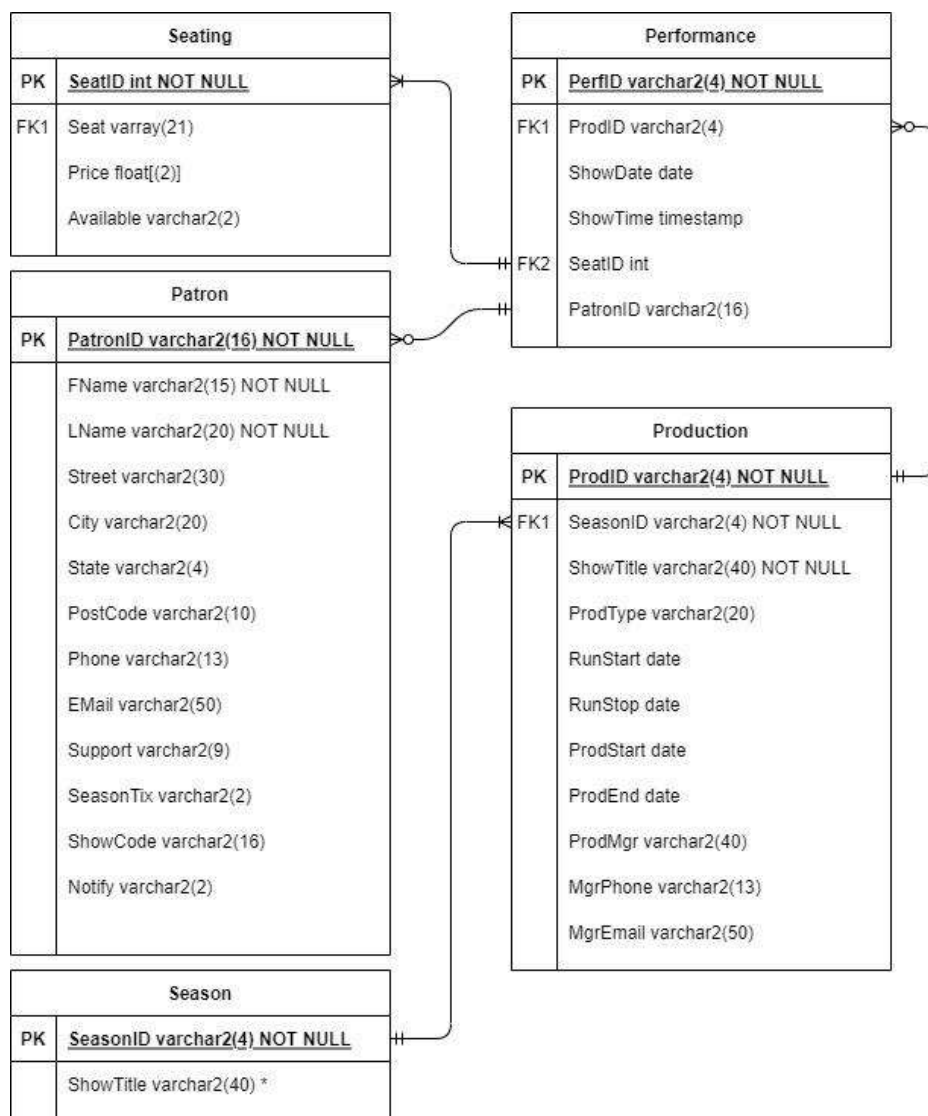 Seating
PK SeatID int NOT NULL
FK1 Seat varray(21)
Price float[(2)]
Available varchar2(2)
Patron
PK PatronID varchar2(16) NOT NULL
FName varchar2(15) NOT NULL
LName varchar2(20) NOT NULL
Street varchar2(30)
City varchar2(20)
State varchar2(4)
PostCode varchar2(10)
Phone varchar2(13)
EMail varchar2(50)
Support varchar2(9)
SeasonTix varchar2(2)
ShowCode varchar2(16)
Notify varchar2(2)
Season
PK SeasonID varchar2(4) NOT NULL
ShowTitle varchar2(40) *
Performance
PK PerfID varchar2(4) NOT NULL
FK1 ProdID varchar2(4)
ShowDate date
ShowTime timestamp
FK2 SeatID int
PatronID varchar2(16)
Production
PK ProdID varchar2(4) NOT NULL
FK1 SeasonID varchar2(4) NOT NULL
ShowTitle varchar2(40) NOT NULL
ProdType varchar2(20)
RunStart date
RunStop date
ProdStart date
ProdEnd date
ProdMgr varchar2(40)
MgrPhone varchar2(13)
MgrEmail varchar2(50)